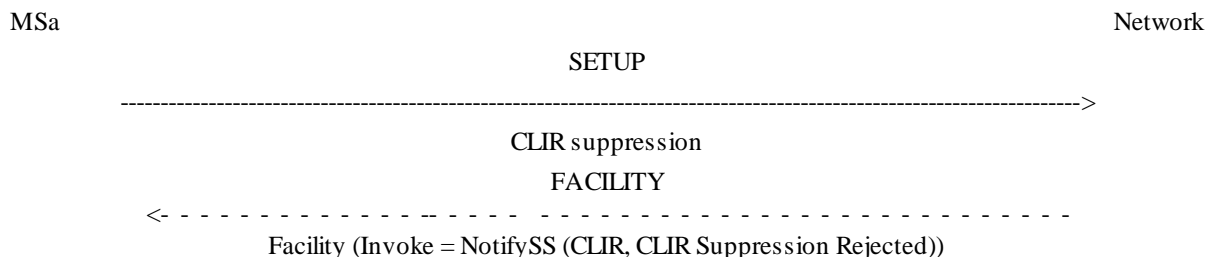 MSa Network
SETUP
------------------------------------------------------------------------------------------------------------------------>
CLIR suppression
FACILITY
<- - - - - - - - - - - - - -- - - - - - - - - - - - - - - - - - - - - - - - - - - - - - - -
Facility (Invoke = NotifySS (CLIR, CLIR Suppression Rejected))